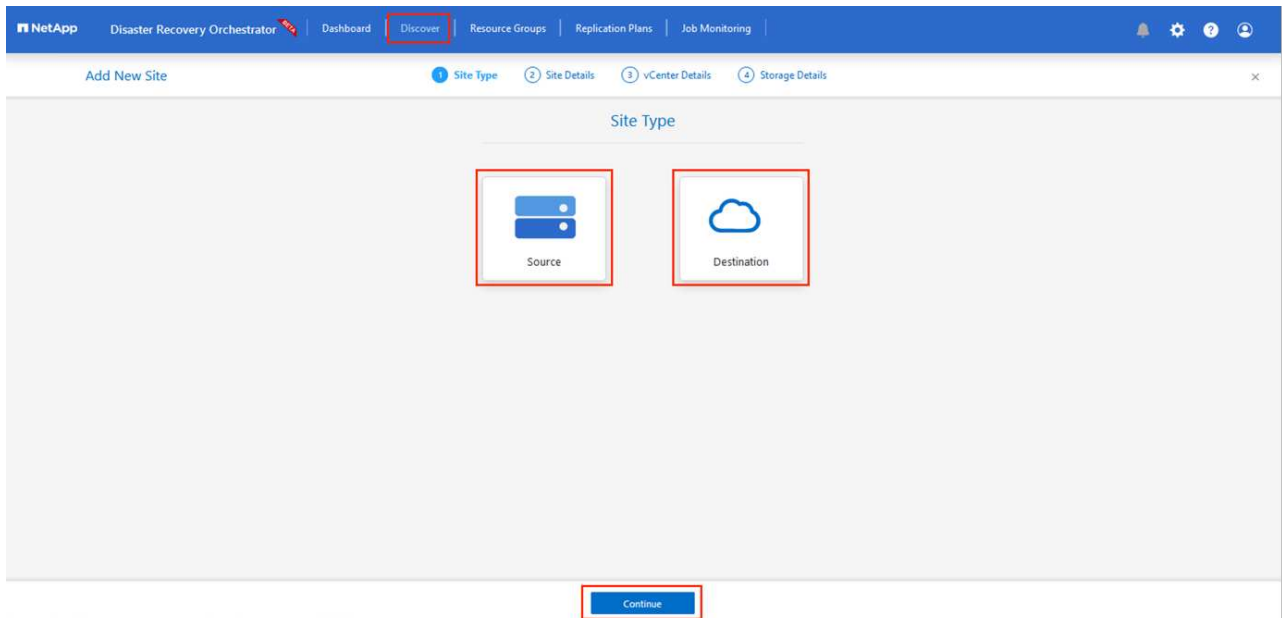 NetApp Disaster Recovery Orchestrator BETA Dashboard Discover Resource Groups Replication Plans Job Monitoring ?
Add New Site 1 Site Type 2 Site Details 3 vCenter Details 4 Storage Details
Site Type
Source Destination
Continue